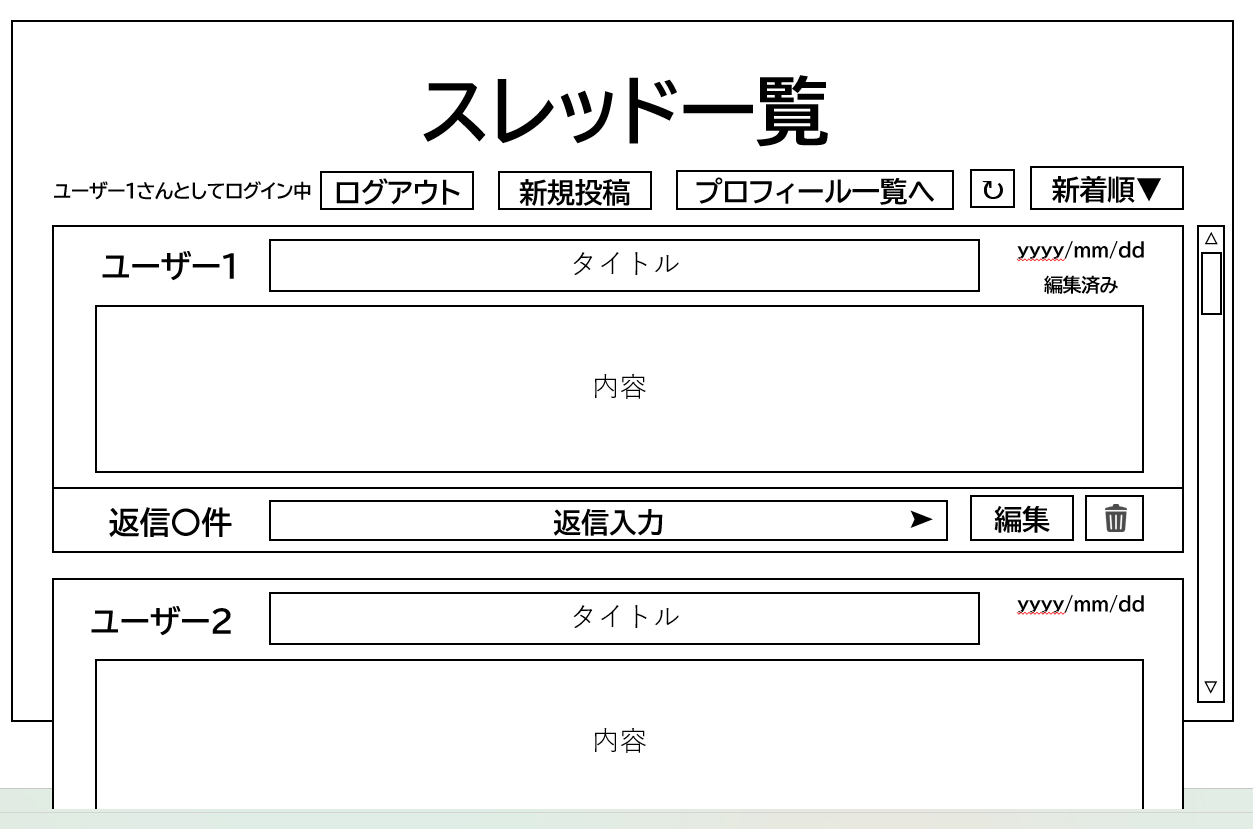 スレッド一覧
ユーザー1さんとしてログイン中 ログアウト 新規投稿 プロフィール一覧へ ↻ 新着順▼
ユーザー1 タイトル yyyy/mm/dd
編集済み
内容
返信〇件 返信入力 ➤ 編集
ユーザー2 タイトル yyyy/mm/dd
内容